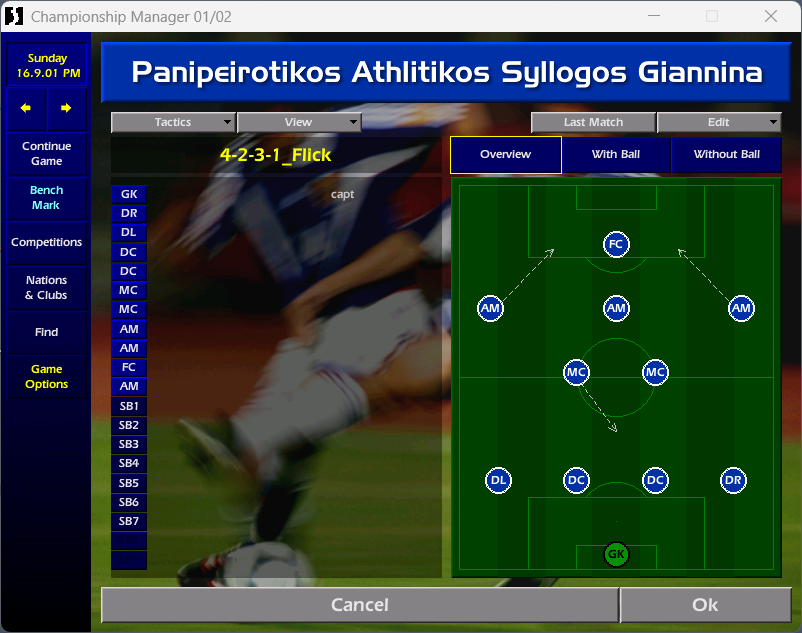 Championship Manager 01/02
Sunday
16.9.01 PM
Continue
Game
Bench
Mark
Competitions
Nations
& Clubs
Find
Game
Options
Panipeirotikos Athlitikos Syllogos Giannina
Tactics
View
Last Match
Edit
4-2-3-1_Flick
Overview
With Ball
Without Ball
GK capt
DR
DL
DC
DC
MC
MC
AM
AM
FC
AM
SB1
SB2
SB3
SB4
SB5
SB6
SB7
FC
AM AM AM
MC MC
DL DC DC DR
GK
Cancel
Ok